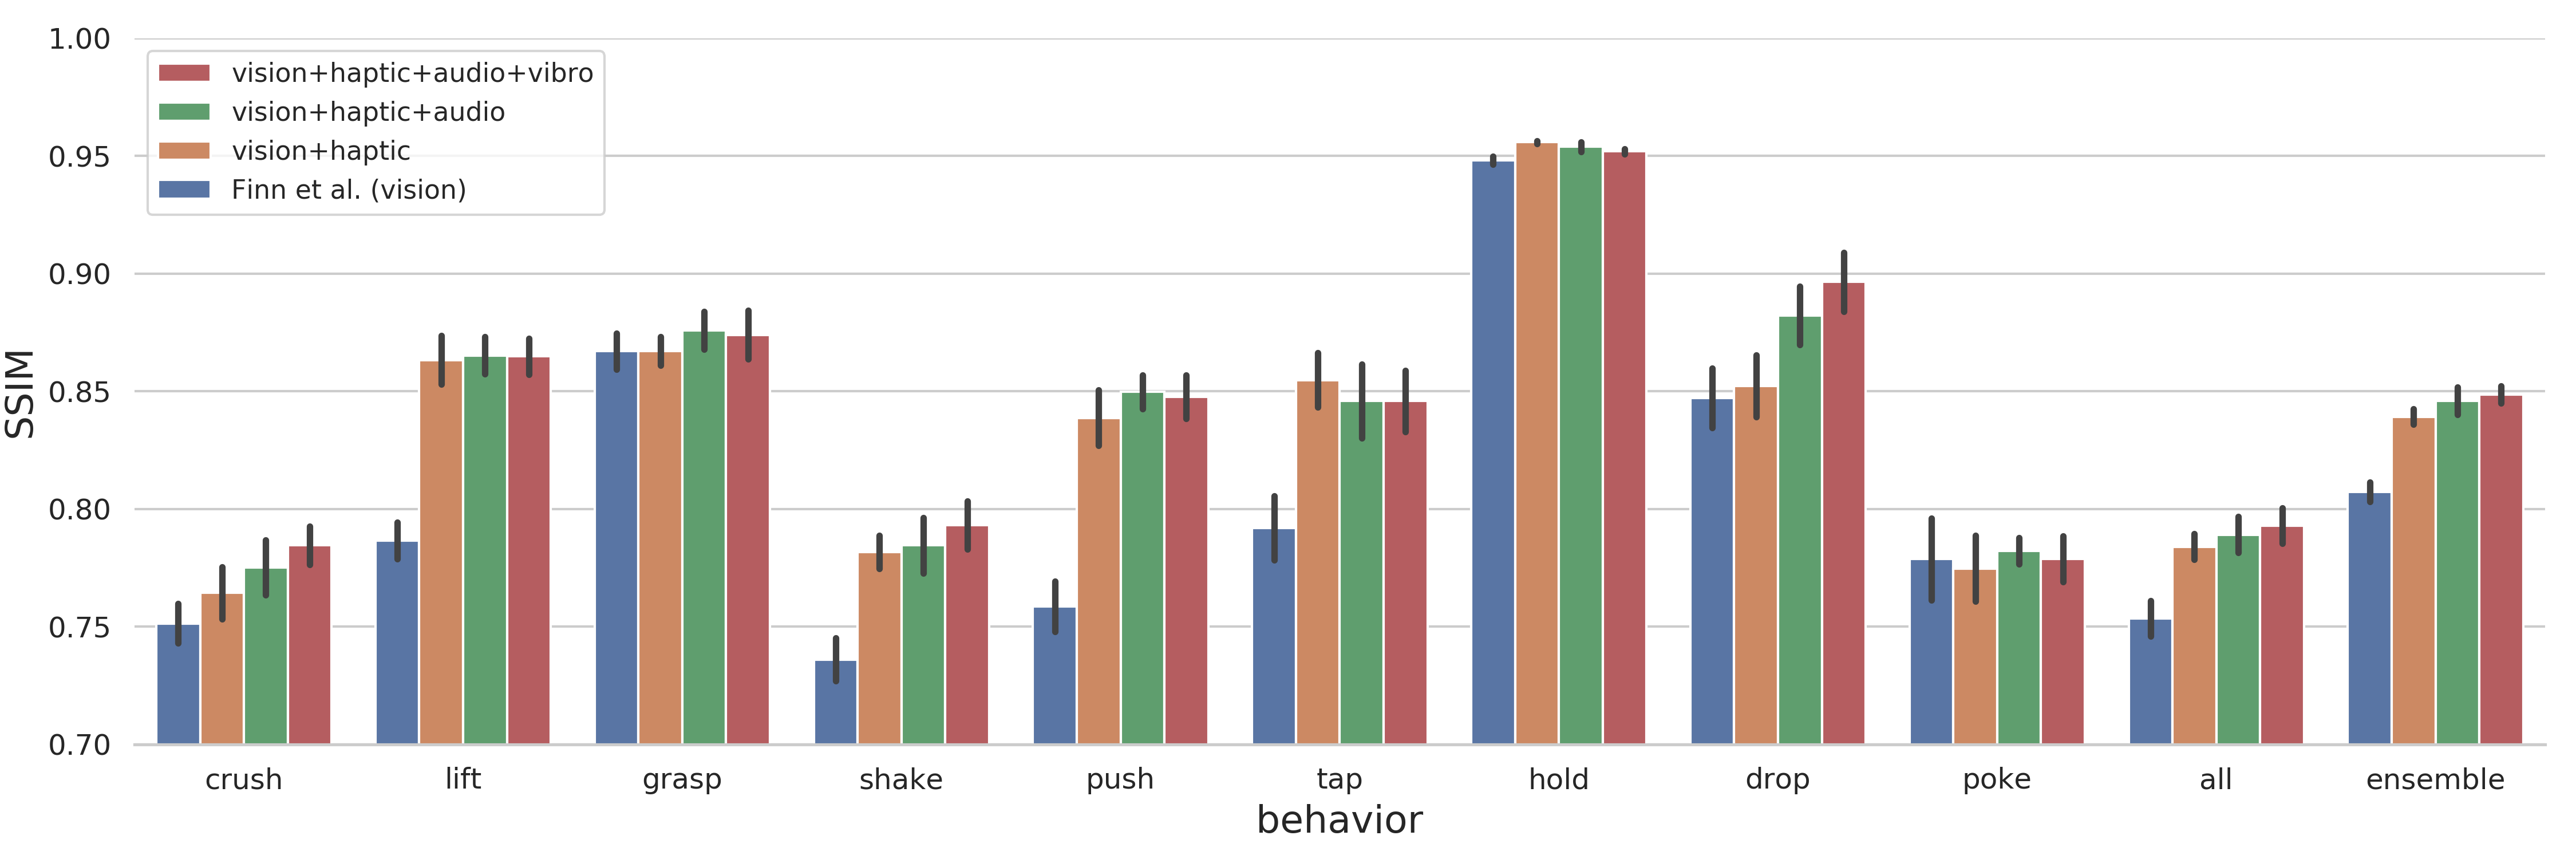 1.00
0.95
0.90
0.85
0.80
0.75
0.70
SSIM
vision+haptic+audio+vibro
vision+haptic+audio
vision+haptic
Finn et al. (vision)
crush lift grasp shake push tap hold drop poke all ensemble
behavior